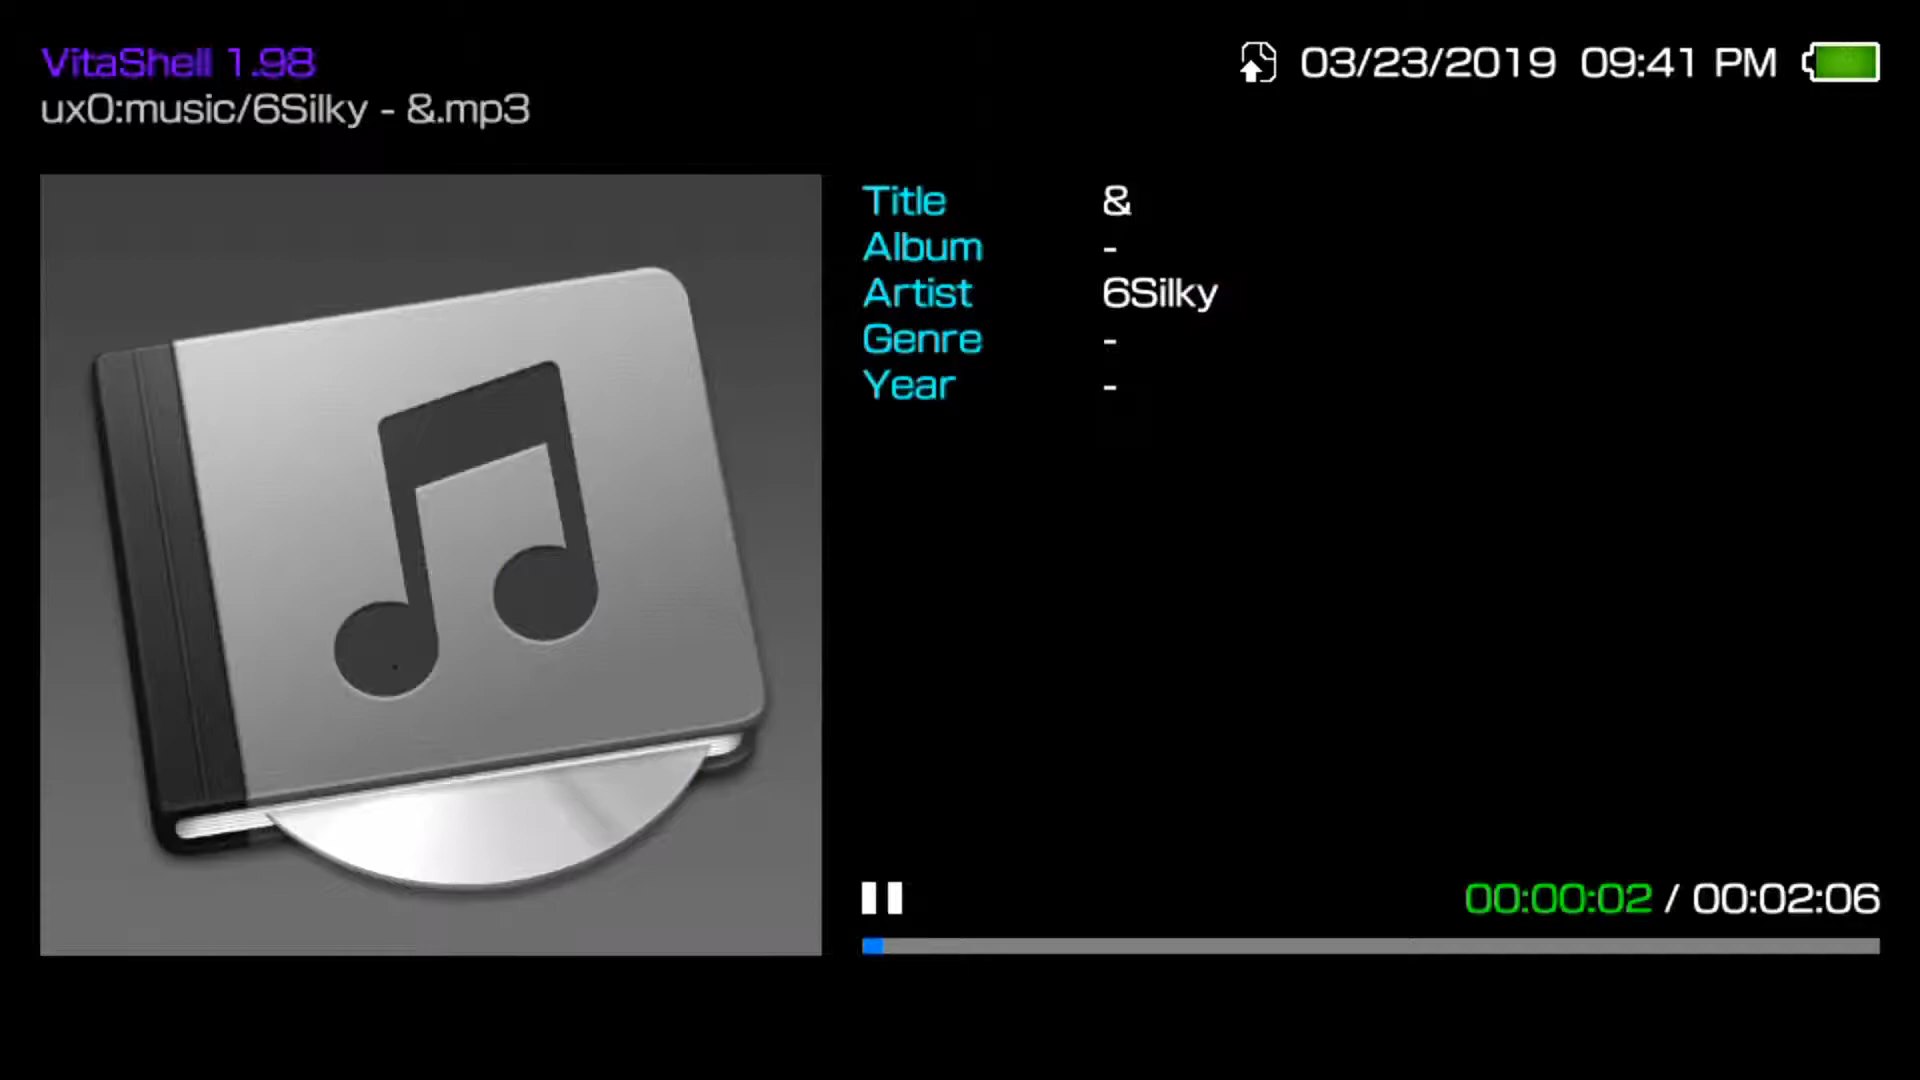 VitaShell 1.98
03/23/2019 09:41 PM
ux0:music/6Silky - &.mp3
Title &
Album -
Artist 6Silky
Genre -
Year -
00:00:02 / 00:02:06